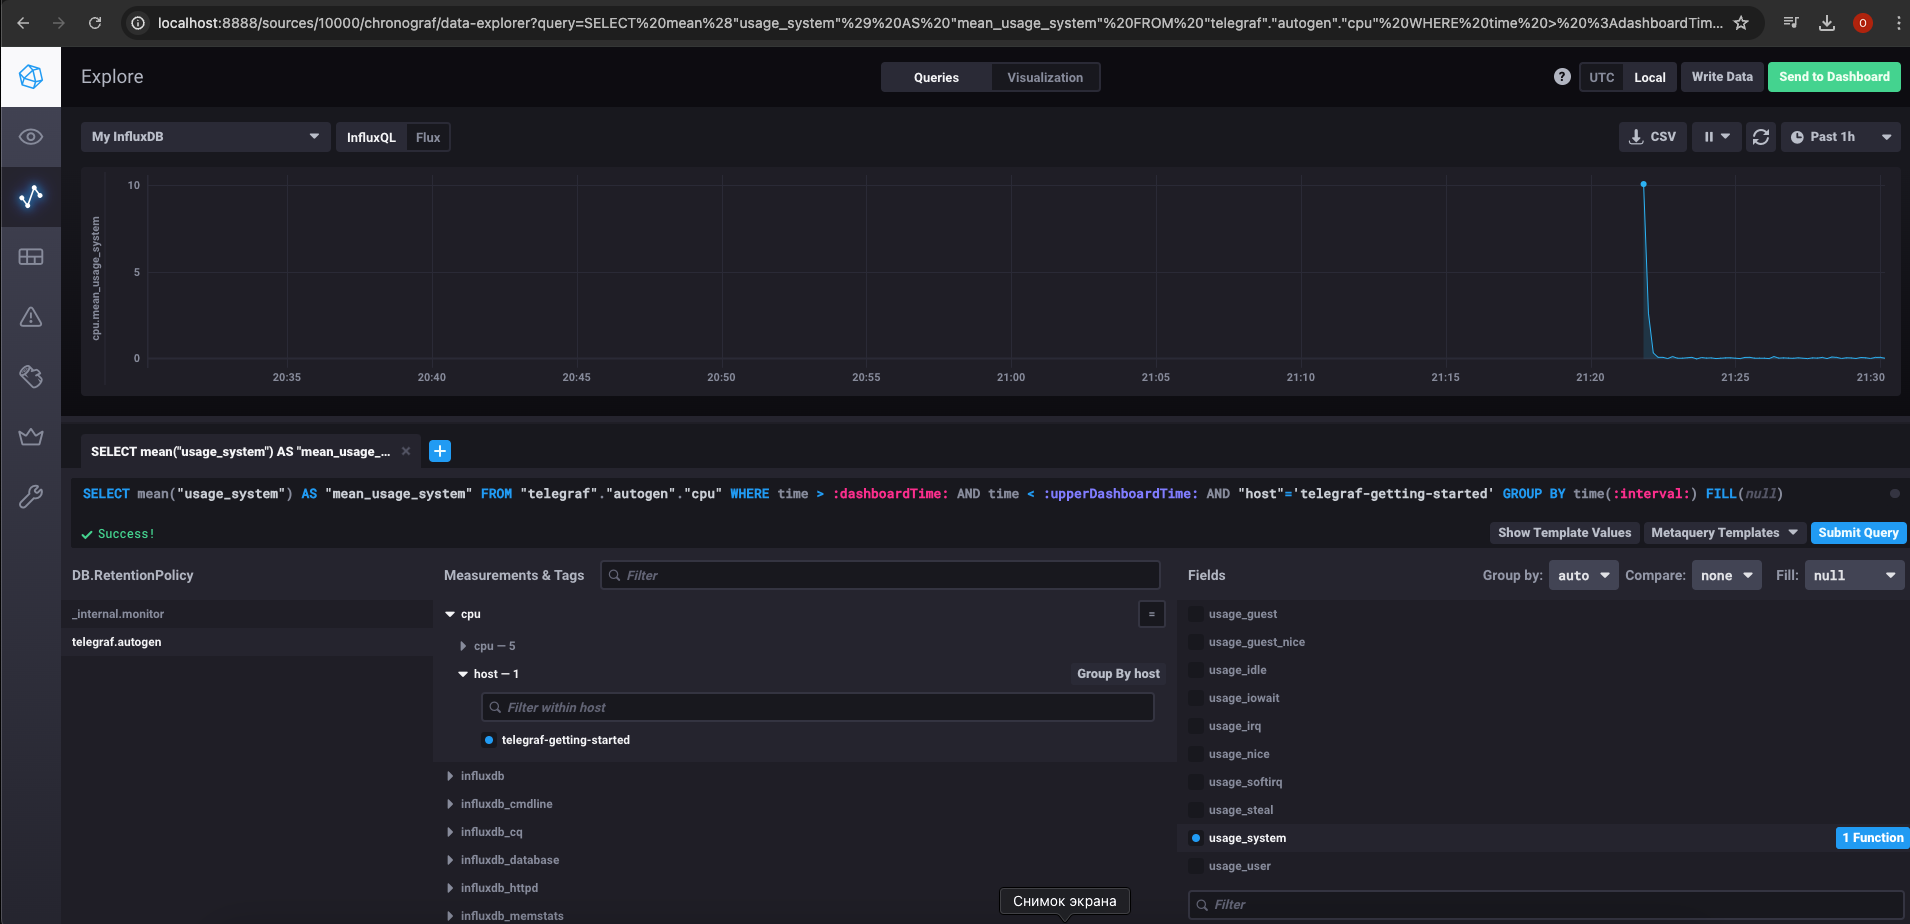 localhost:8888/sources/10000/chronograf/data-explorer?query=SELECT%20mean%28"usage_system"%29%20AS%20"mean_usage_system"%20FROM%20"telegraf"."autogen"."cpu"%20WHERE%20time%20>%20%3AdashboardTim...
O
Explore
Queries
Visualization
?
UTC
Local
Write Data
Send to Dashboard
My InfluxDB
InfluxQL
Flux
CSV
Past 1h
cpu.mean_usage_system
10
5
0
20:35
20:40
20:45
20:50
20:55
21:00
21:05
21:10
21:15
21:20
21:25
21:30
SELECT mean("usage_system") AS "mean_usage_...
SELECT mean("usage_system") AS "mean_usage_system" FROM "telegraf"."autogen"."cpu" WHERE time > :dashboardTime: AND time < :upperDashboardTime: AND "host"='telegraf-getting-started' GROUP BY time(:interval:) FILL(null)
Success!
Show Template Values
Metaquery Templates
Submit Query
DB.RetentionPolicy
_internal.monitor
telegraf.autogen
Measurements & Tags
Filter
cpu
=
cpu — 5
host — 1
Group By host
Filter within host
telegraf-getting-started
influxdb
influxdb_cmdline
influxdb_cq
influxdb_database
influxdb_httpd
influxdb_memstats
Fields
Group by:
auto
Compare:
none
Fill:
null
usage_guest
usage_guest_nice
usage_idle
usage_iowait
usage_irq
usage_nice
usage_softirq
usage_steal
usage_system
1 Function
usage_user
Filter
Снимок экрана